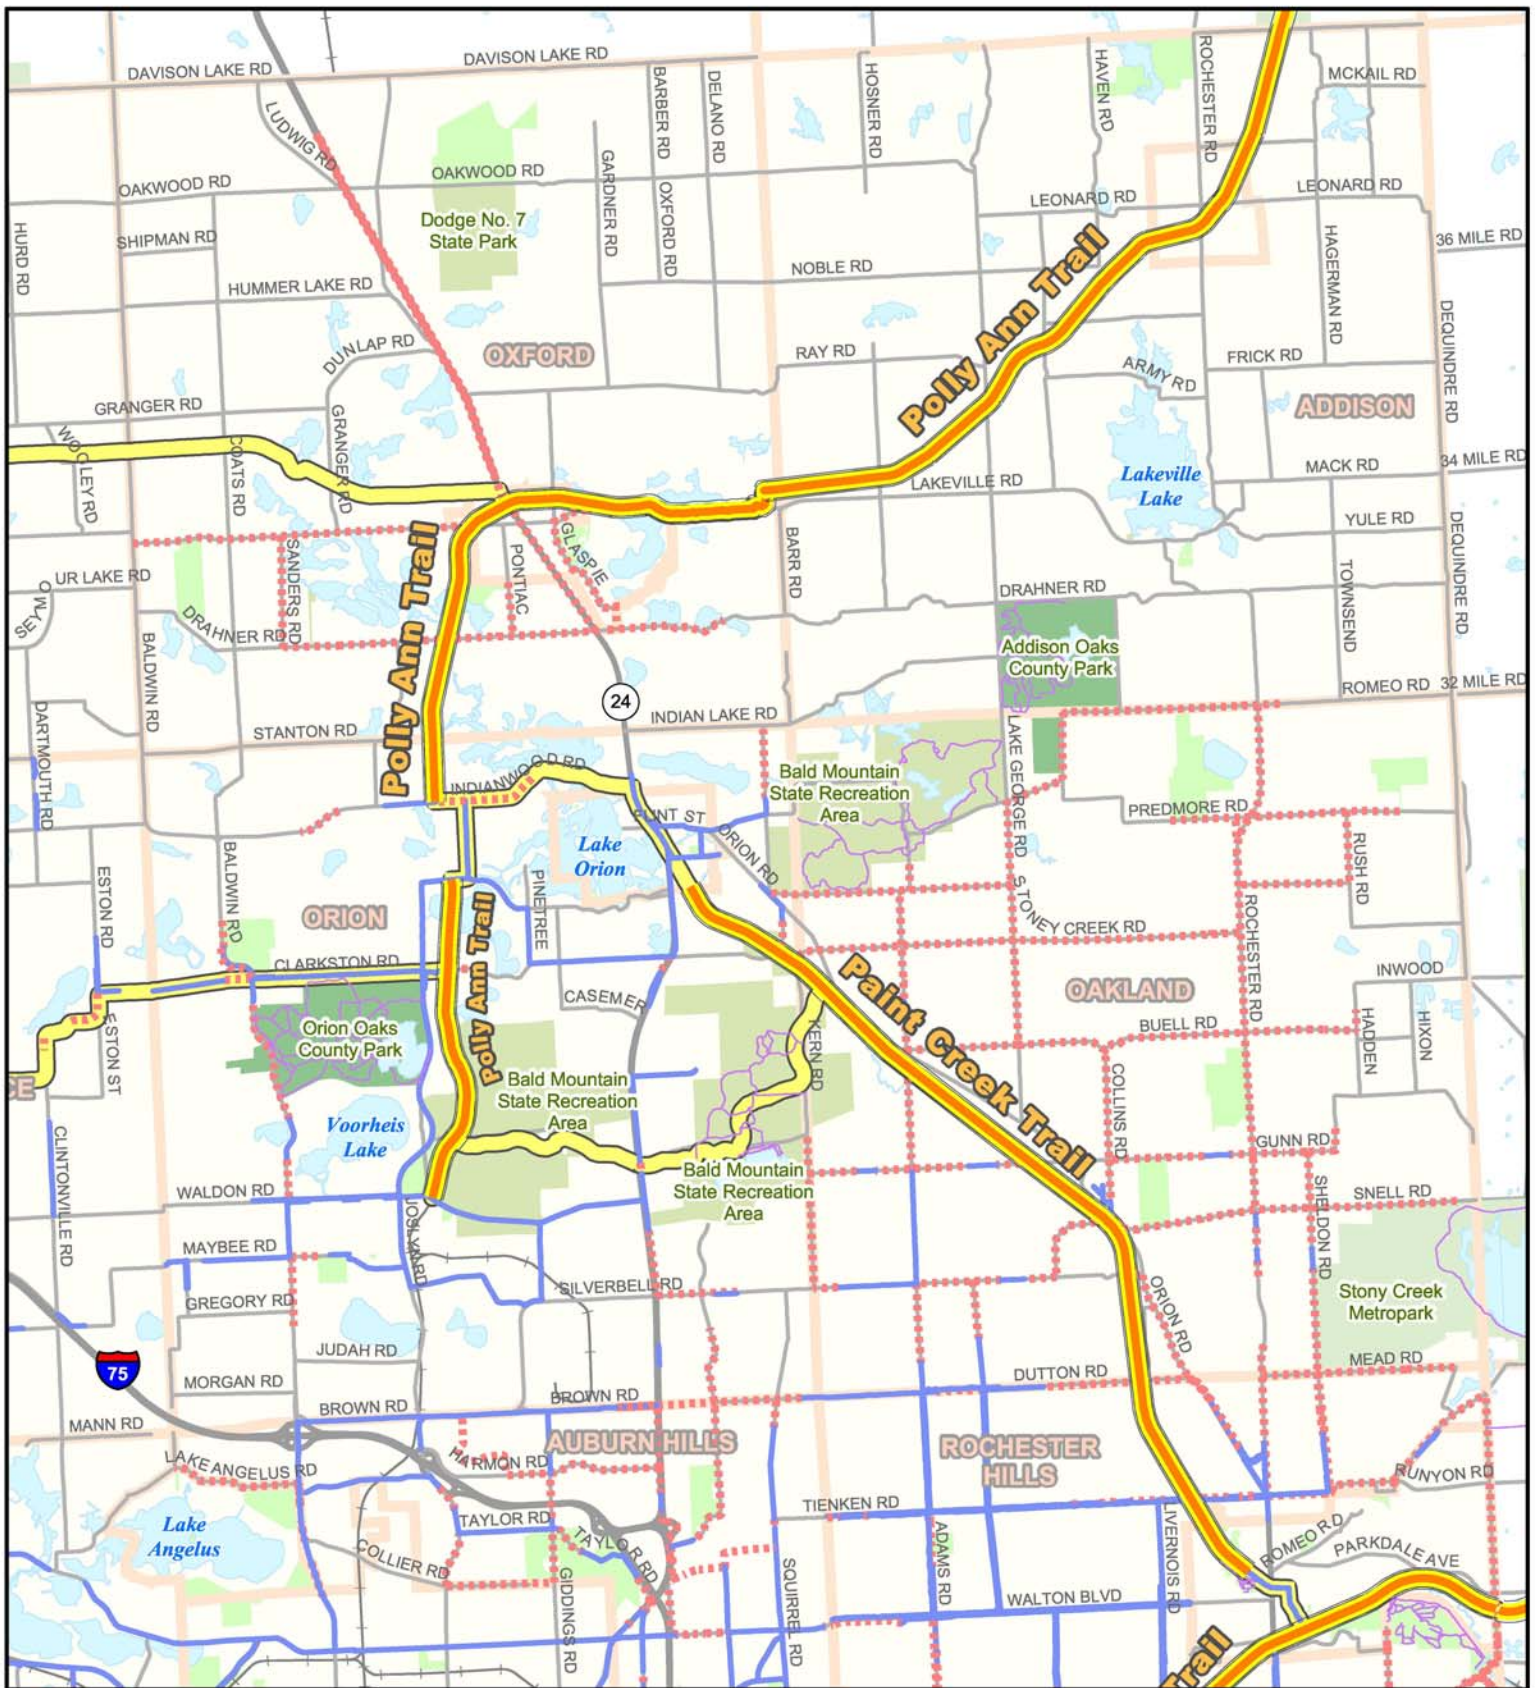 DAVISON LAKE RD
DAVISON LAKE RD
LUDWIG RD
BARBER RD
DELANO RD
HOSNER RD
HAVEN RD
ROCHESTER RD
MCKAIL RD
OAKWOOD RD
OAKWOOD RD
GARDNER RD
OXFORD RD
LEONARD RD
LEONARD RD
Dodge No. 7
State Park
HURD RD
SHIPMAN RD
HUMMER LAKE RD
NOBLE RD
HAGERMAN RD
36 MILE RD
Polly Ann Trail
DUNLAP RD
OXFORD
RAY RD
ARMY RD
FRICK RD
DEQUINDRE RD
ADDISON
GRANGER RD
GRANGER RD
WOOLEY RD
COATS RD
LAKEVILLE RD
Lakeville
Lake
MACK RD
34 MILE RD
YULE RD
Polly Ann Trail
SANDERS RD
PONTIAC
GLASPIE
BARR RD
DEQUINDRE RD
TOWNSEND
UR LAKE RD
SEYMO
DRAHNER RD
DRAHNER RD
BALDWIN RD
Addison Oaks
County Park
ROMEO RD
32 MILE RD
24
DARTMOUTH RD
STANTON RD
INDIAN LAKE RD
LAKE GEORGE RD
INDIANWOOD RD
Bald Mountain
State Recreation
Area
PREDMORE RD
FLINT ST
ORION RD
Lake
Orion
RUSH RD
ESTON RD
BALDWIN RD
ORION
PINETREE
Polly Ann Trail
STONEY CREEK RD
ROCHESTER RD
CLARKSTON RD
CASEMER
Paint Creek Trail
OAKLAND
INWOOD
Orion Oaks
County Park
ESTON ST
KERN RD
BUELL RD
HADDEN
HIXON
CE
Bald Mountain
State Recreation
Area
COLLINS RD
Voorheis
Lake
CLINTONVILLE RD
GUNN RD
Bald Mountain
State Recreation
Area
WALDON RD
JOSLYN RD
SHELDON RD
SNELL RD
MAYBEE RD
SILVERBELL RD
ORION RD
Stony Creek
Metropark
GREGORY RD
JUDAH RD
75
MORGAN RD
DUTTON RD
MEAD RD
BROWN RD
BROWN RD
MANN RD
HARMON RD
AUBURN HILLS
ROCHESTER
HILLS
LAKE ANGELUS RD
RUNYON RD
TIENKEN RD
Lake
Angelus
TAYLOR RD
TAYLOR RD
COLLIER RD
GIDDINGS RD
SQUIRREL RD
ADAMS RD
LIVERNOIS RD
ROMEO RD
PARKDALE AVE
WALTON BLVD
Trail